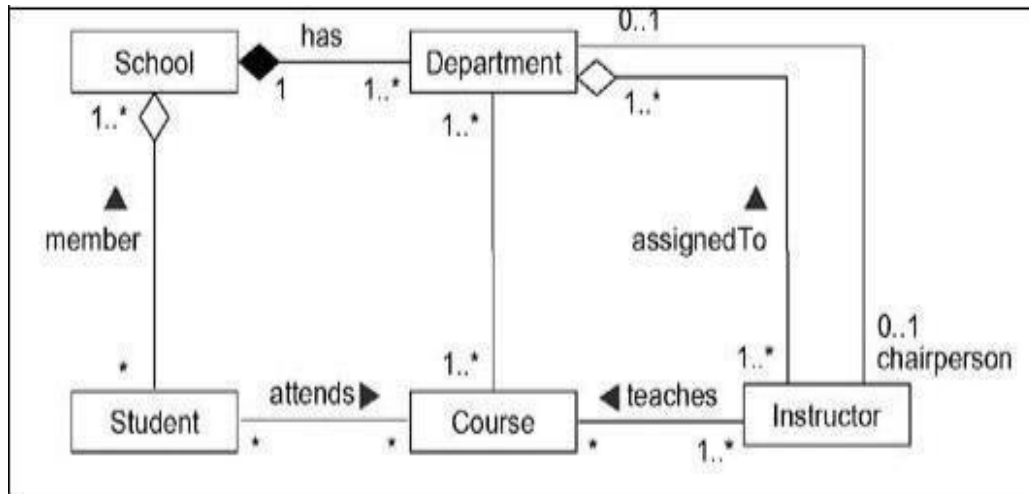 0..1
has
School
Department
1
1..*
1..*
1..*
1..*
member
assignedTo
0..1
chairperson
*
1..*
1..*
attends
teaches
Student
Course
Instructor
*
*
*
1..*